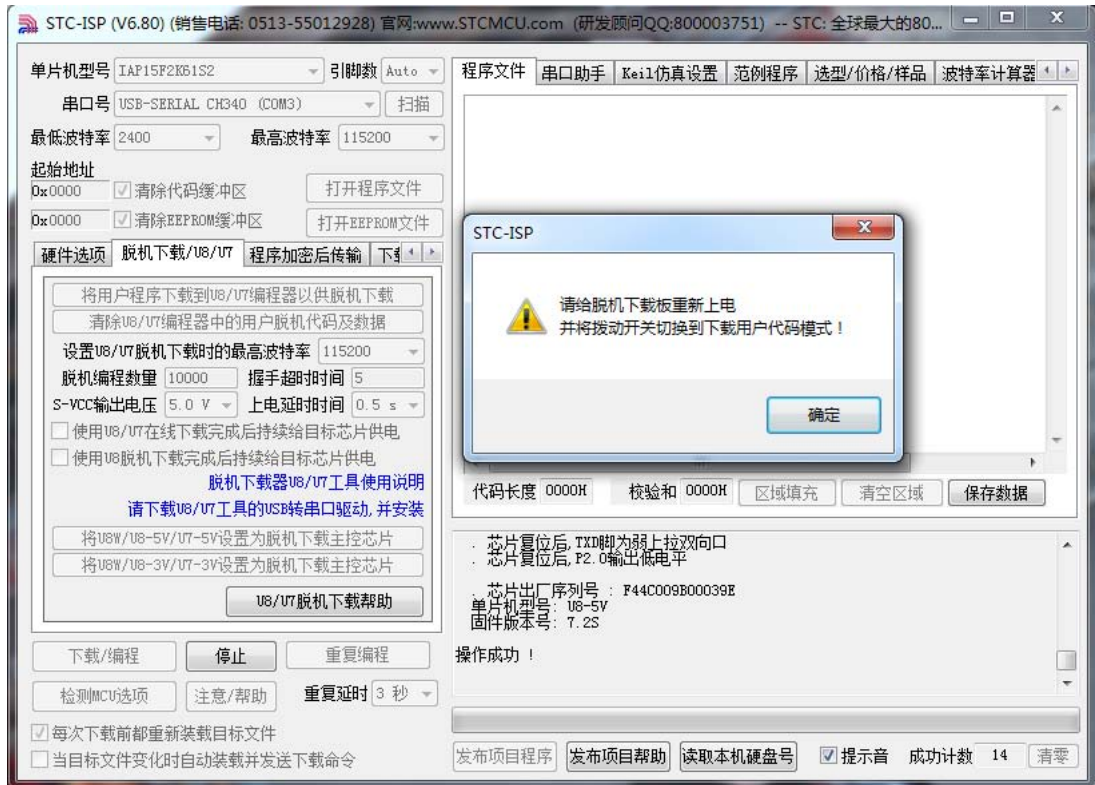 STC-ISP (V6.80) (销售电话: 0513-55012928) 官网:www.STCMCU.com (研发顾问QQ:800003751) -- STC: 全球最大的80...
单片机型号 IAP15F2K61S2 引脚数 Auto
串口号 USB-SERIAL CH340 (COM3) 扫描
最低波特率 2400 最高波特率 115200
起始地址
0x0000 清除代码缓冲区 打开程序文件
0x0000 清除EEPROM缓冲区 打开EEPROM文件
硬件选项 脱机下载/U8/U7 程序加密后传输
将用户程序下载到U8/U7编程器以供脱机下载
清除U8/U7编程器中的用户脱机代码及数据
设置U8/U7脱机下载时的最高波特率 115200
脱机编程数量 10000 握手超时时间 5
S-VCC输出电压 5.0 V 上电延时时间 0.5 s
使用U8/U7在线下载完成后持续给目标芯片供电
使用U8脱机下载完成后持续给目标芯片供电
脱机下载器U8/U7工具使用说明
请下载U8/U7工具的USB转串口驱动,并安装
将U8W/U8-5V/U7-5V设置为脱机下载主控芯片
将U8W/U8-3V/U7-3V设置为脱机下载主控芯片
U8/U7脱机下载帮助
下载/编程 停止 重复编程
检测MCU选项 注意/帮助 重复延时 3 秒
每次下载前都重新装载目标文件
当目标文件变化时自动装载并发送下载命令
程序文件 串口助手 Keil仿真设置 范例程序 选型/价格/样品 波特率计算器
STC-ISP
请给脱机下载板重新上电
并将拨动开关切换到下载用户代码模式！
确定
代码长度 0000H 校验和 0000H 区域填充 清空区域 保存数据
. 芯片复位后,TXD脚为弱上拉双向口
. 芯片复位后,P2.0输出低电平
. 芯片出厂序列号 : F44C009B00039E
单片机型号: U8-5V
固件版本号: 7.2S
操作成功 !
发布项目程序 发布项目帮助 读取本机硬盘号 提示音 成功计数 14 清零